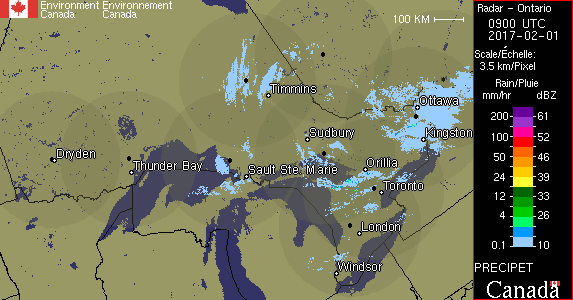 Environment Environnement
Canada Canada
100 KM
Timmins
Ottawa
Sudbury
Kingston
Dryden
Thunder Bay
Sault Ste. Marie
Orillia
Toronto
London
Windsor
Radar - Ontario
0900 UTC
2017-02-01
Scale/Échelle:
3.5 km/Pixel
Rain/Pluie
mm/hr dBZ
200 61
100 52
50 46
24 39
12 33
4 26
1 20
0.1 10
PRECIPET
Canada